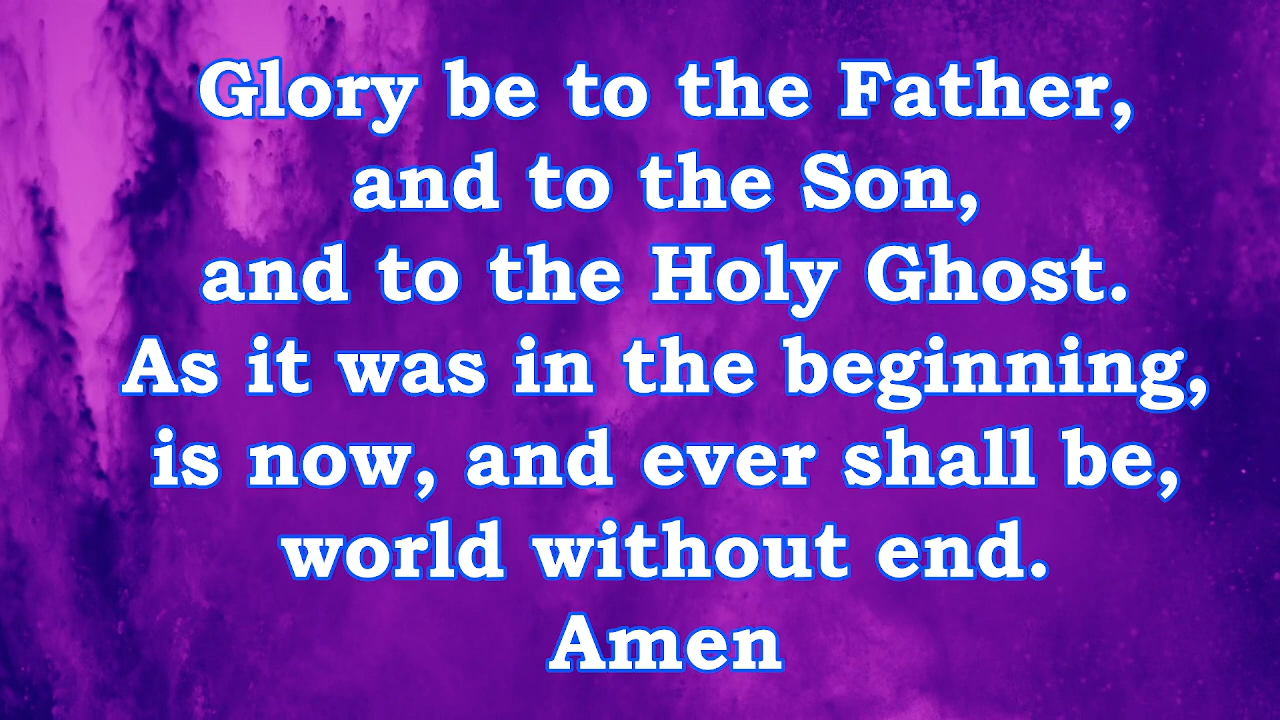 Glory be to the Father,
and to the Son,
and to the Holy Ghost.
As it was in the beginning,
is now, and ever shall be,
world without end.
Amen